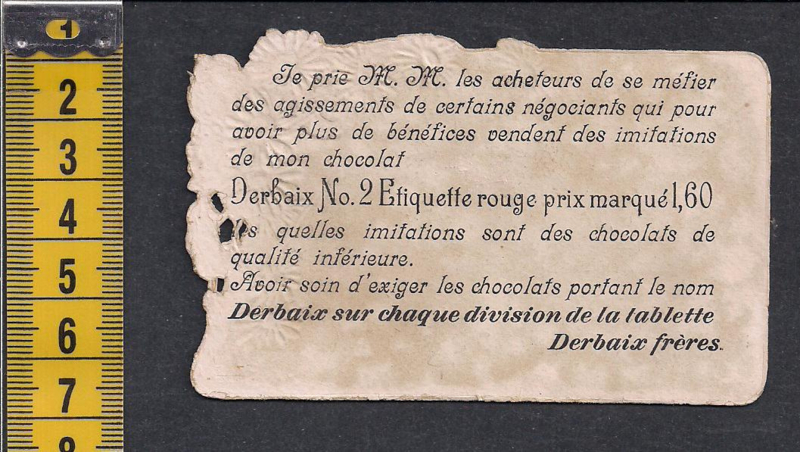 Je prie M. M. les acheteurs de se méfier
des agissements de certains négociants qui pour
avoir plus de bénéfices vendent des imitations
de mon chocolat
Derbaix No. 2 Etiquette rouge prix marqué 1,60
les quelles imitations sont des chocolats de
qualité inférieure.
Avoir soin d'exiger les chocolats portant le nom
Derbaix sur chaque division de la tablette
Derbaix frères.
1
2
3
4
5
6
7
8